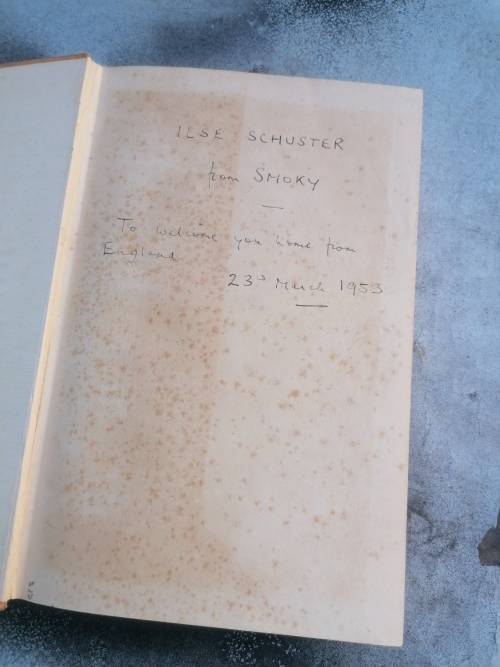 ILSE SCHUSTER
from SMOKY
To welcome you home from
England
23rd March 1953